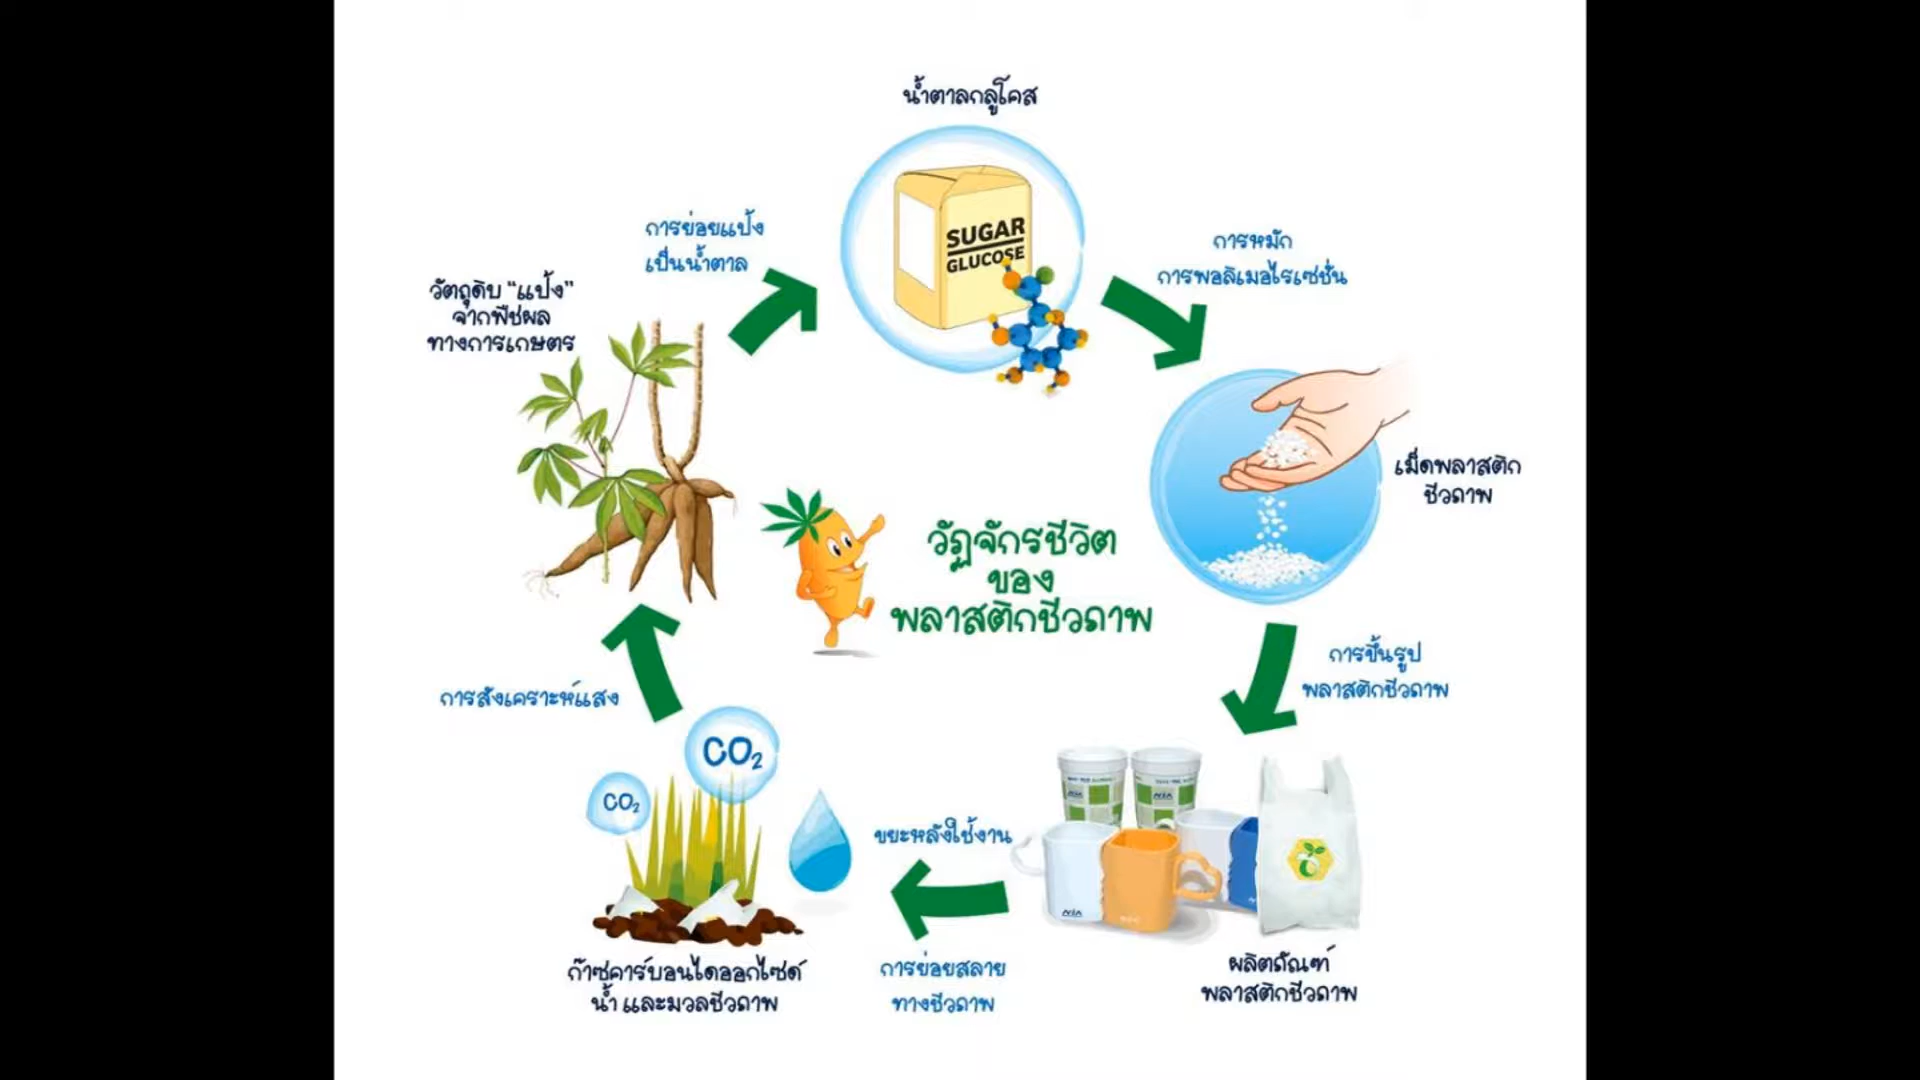 น้ำตาลกลูโคส
SUGAR
GLUCOSE
การย่อยแป้ง
เป็นน้ำตาล
การหมัก
การพอลิเมอไรเซชั่น
วัตถุดิบ “แป้ง”
จากพืชผล
ทางการเกษตร
เม็ดพลาสติก
ชีวภาพ
วัฏจักรชีวิต
ของ
พลาสติกชีวภาพ
การขึ้นรูป
พลาสติกชีวภาพ
การสังเคราะห์แสง
CO₂
CO₂
ขยะหลังใช้งาน
NIA
NIA
NIA
ก๊าซคาร์บอนไดออกไซด์
น้ำ และมวลชีวภาพ
การย่อยสลาย
ทางชีวภาพ
ผลิตภัณฑ์
พลาสติกชีวภาพ